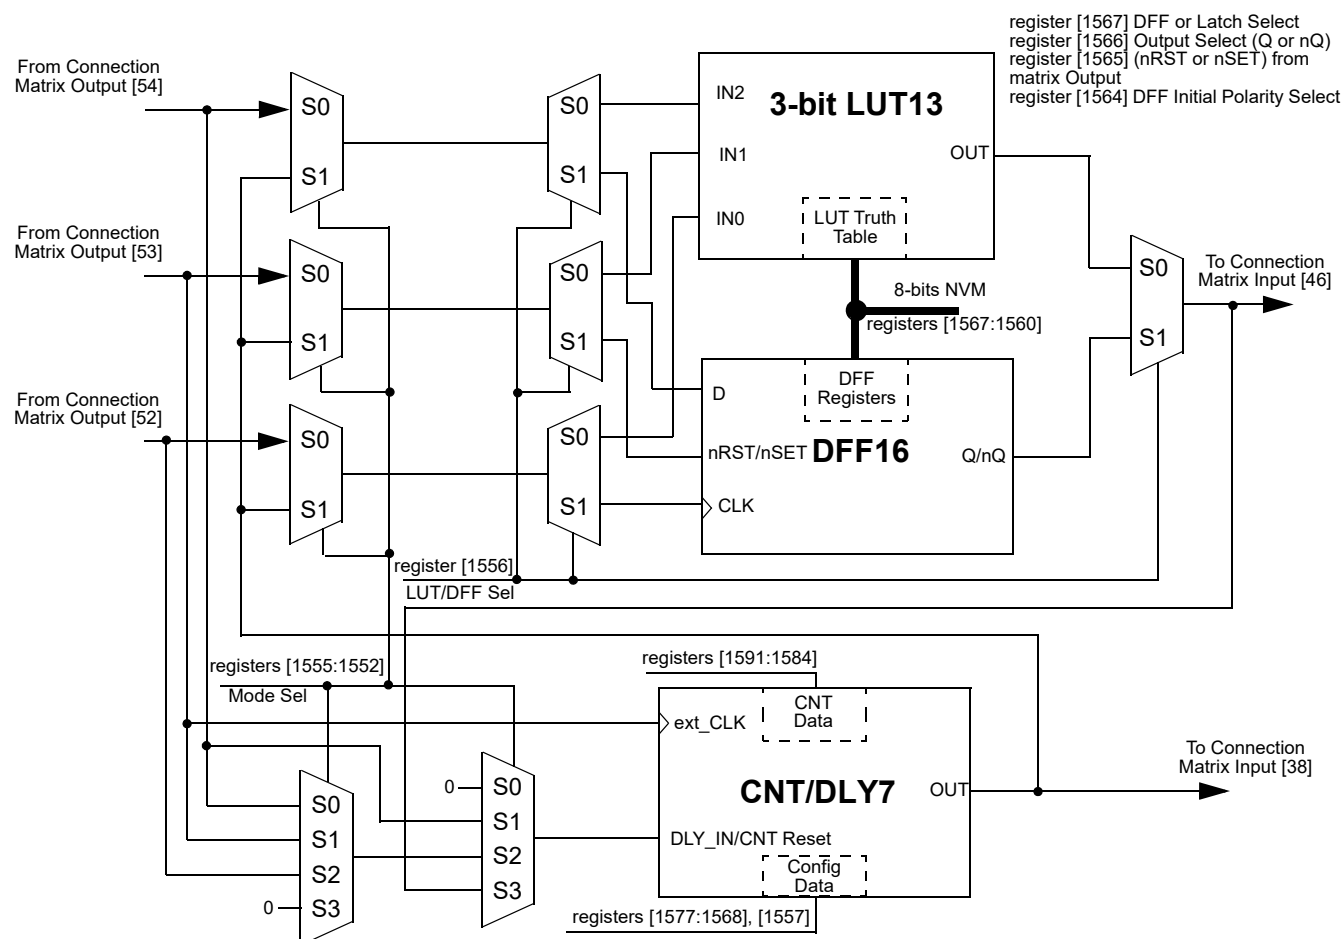 register [1567] DFF or Latch Select
register [1566] Output Select (Q or nQ)
register [1565] (nRST or nSET) from
matrix Output
register [1564] DFF Initial Polarity Select
From Connection
Matrix Output [54]
S0
S1
S0
S1
IN2
3-bit LUT13
IN1
OUT
IN0
LUT Truth
Table
From Connection
Matrix Output [53]
S0
S1
S0
S1
8-bits NVM
registers [1567:1560]
S0
S1
To Connection
Matrix Input [46]
From Connection
Matrix Output [52]
S0
S1
S0
S1
DFF
Registers
D
nRST/nSET
DFF16
Q/nQ
CLK
register [1556]
LUT/DFF Sel
registers [1555:1552]
Mode Sel
registers [1591:1584]
CNT
Data
ext_CLK
CNT/DLY7
OUT
To Connection
Matrix Input [38]
DLY_IN/CNT Reset
Config
Data
0
S0
S1
S2
S3
S0
S1
S2
0
S3
registers [1577:1568], [1557]